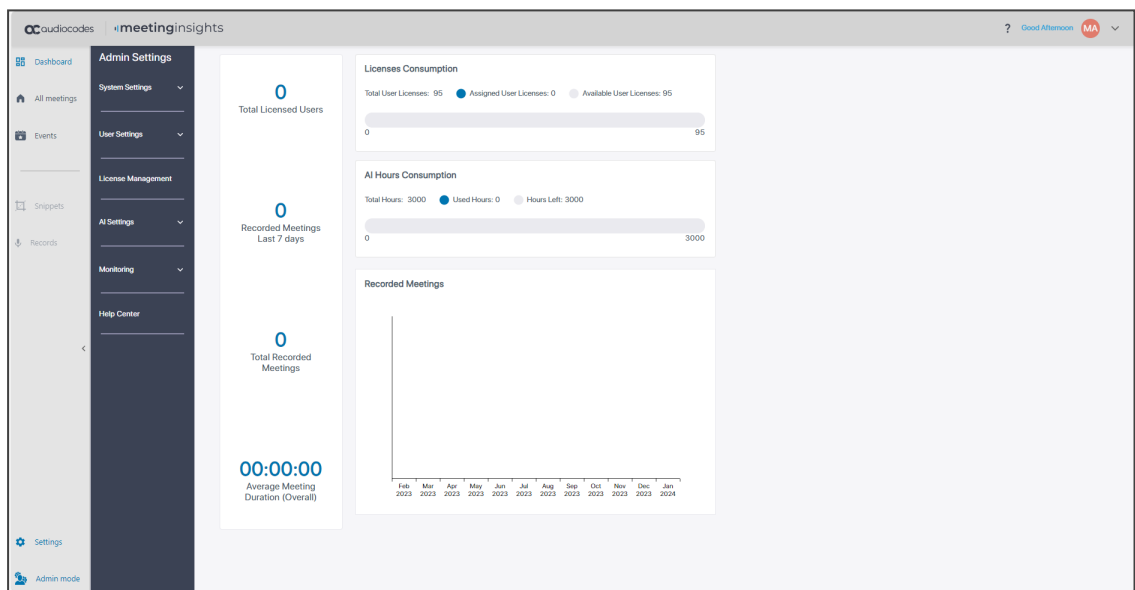 audiocodes meetinginsights
? Good Afternoon MA
Dashboard
All meetings
Events
Snippets
Records
Settings
Admin mode
Admin Settings
System Settings
User Settings
License Management
AI Settings
Monitoring
Help Center
0
Total Licensed Users
0
Recorded Meetings
Last 7 days
0
Total Recorded
Meetings
00:00:00
Average Meeting
Duration (Overall)
Licenses Consumption
Total User Licenses: 95 Assigned User Licenses: 0 Available User Licenses: 95
0 95
AI Hours Consumption
Total Hours: 3000 Used Hours: 0 Hours Left: 3000
0 3000
Recorded Meetings
Feb Mar Apr May Jun Jul Aug Sep Oct Nov Dec Jan
2023 2023 2023 2023 2023 2023 2023 2023 2023 2023 2023 2024